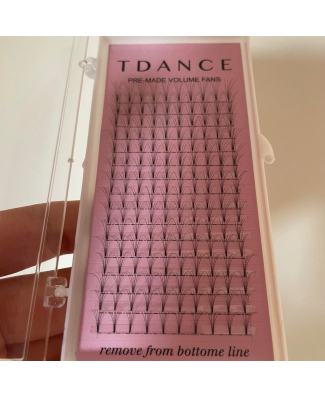 TDANCE
PRE-MADE VOLUME FANS
remove from bottome line